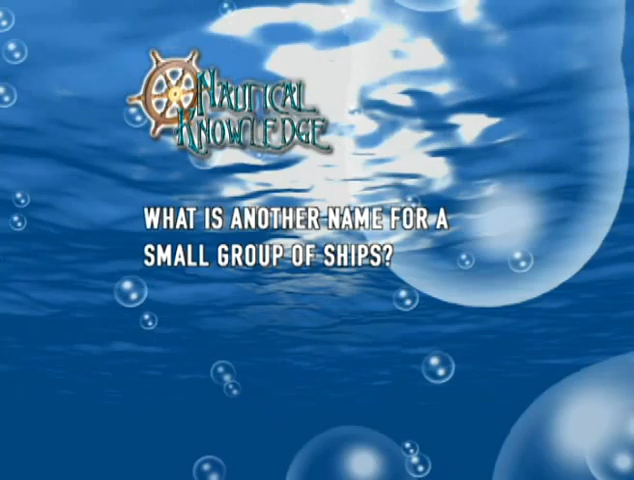 NAUTICAL
KNOWLEDGE
WHAT IS ANOTHER NAME FOR A
SMALL GROUP OF SHIPS?